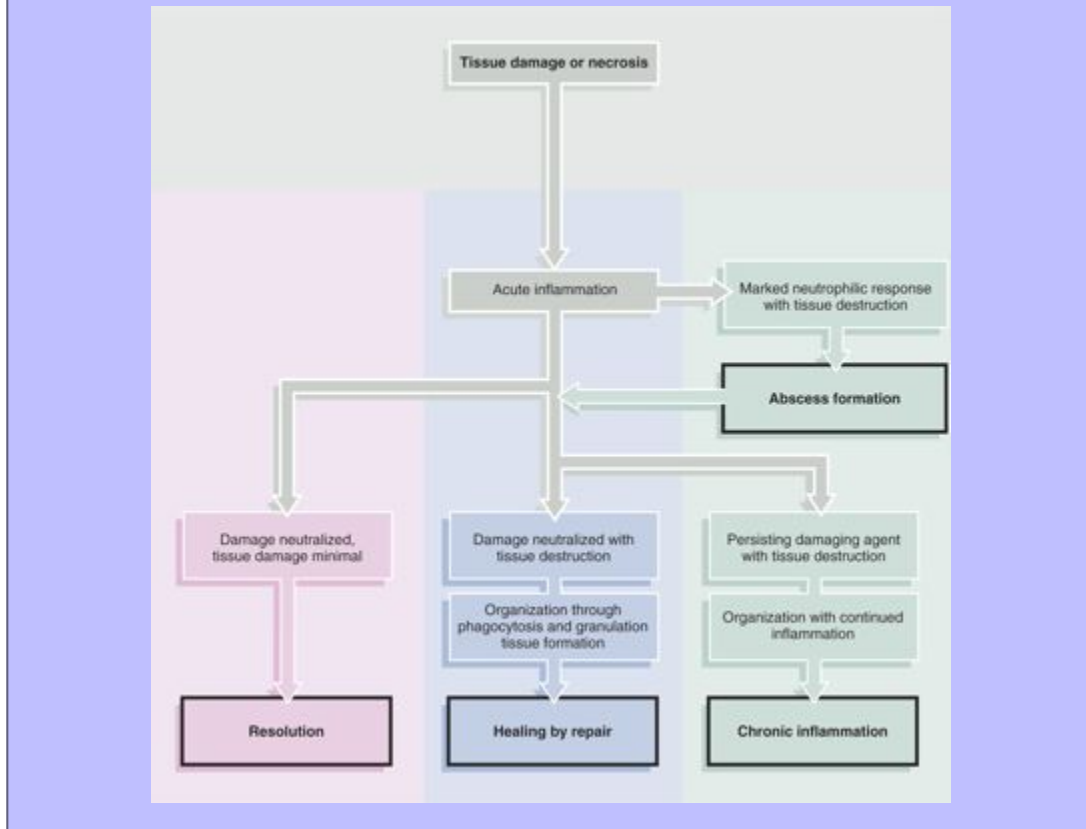 Tissue damage or necrosis
Acute inflammation
Marked neutrophilic response
with tissue destruction
Abscess formation
Damage neutralized,
tissue damage minimal
Damage neutralized with
tissue destruction
Persisting damaging agent
with tissue destruction
Organization through
phagocytosis and granulation
tissue formation
Organization with continued
inflammation
Resolution
Healing by repair
Chronic inflammation